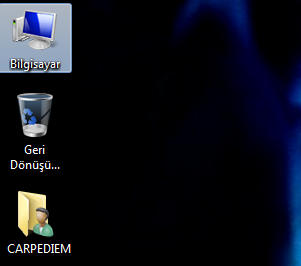 Bilgisayar
Geri
Dönüşü...
CARPEDIEM